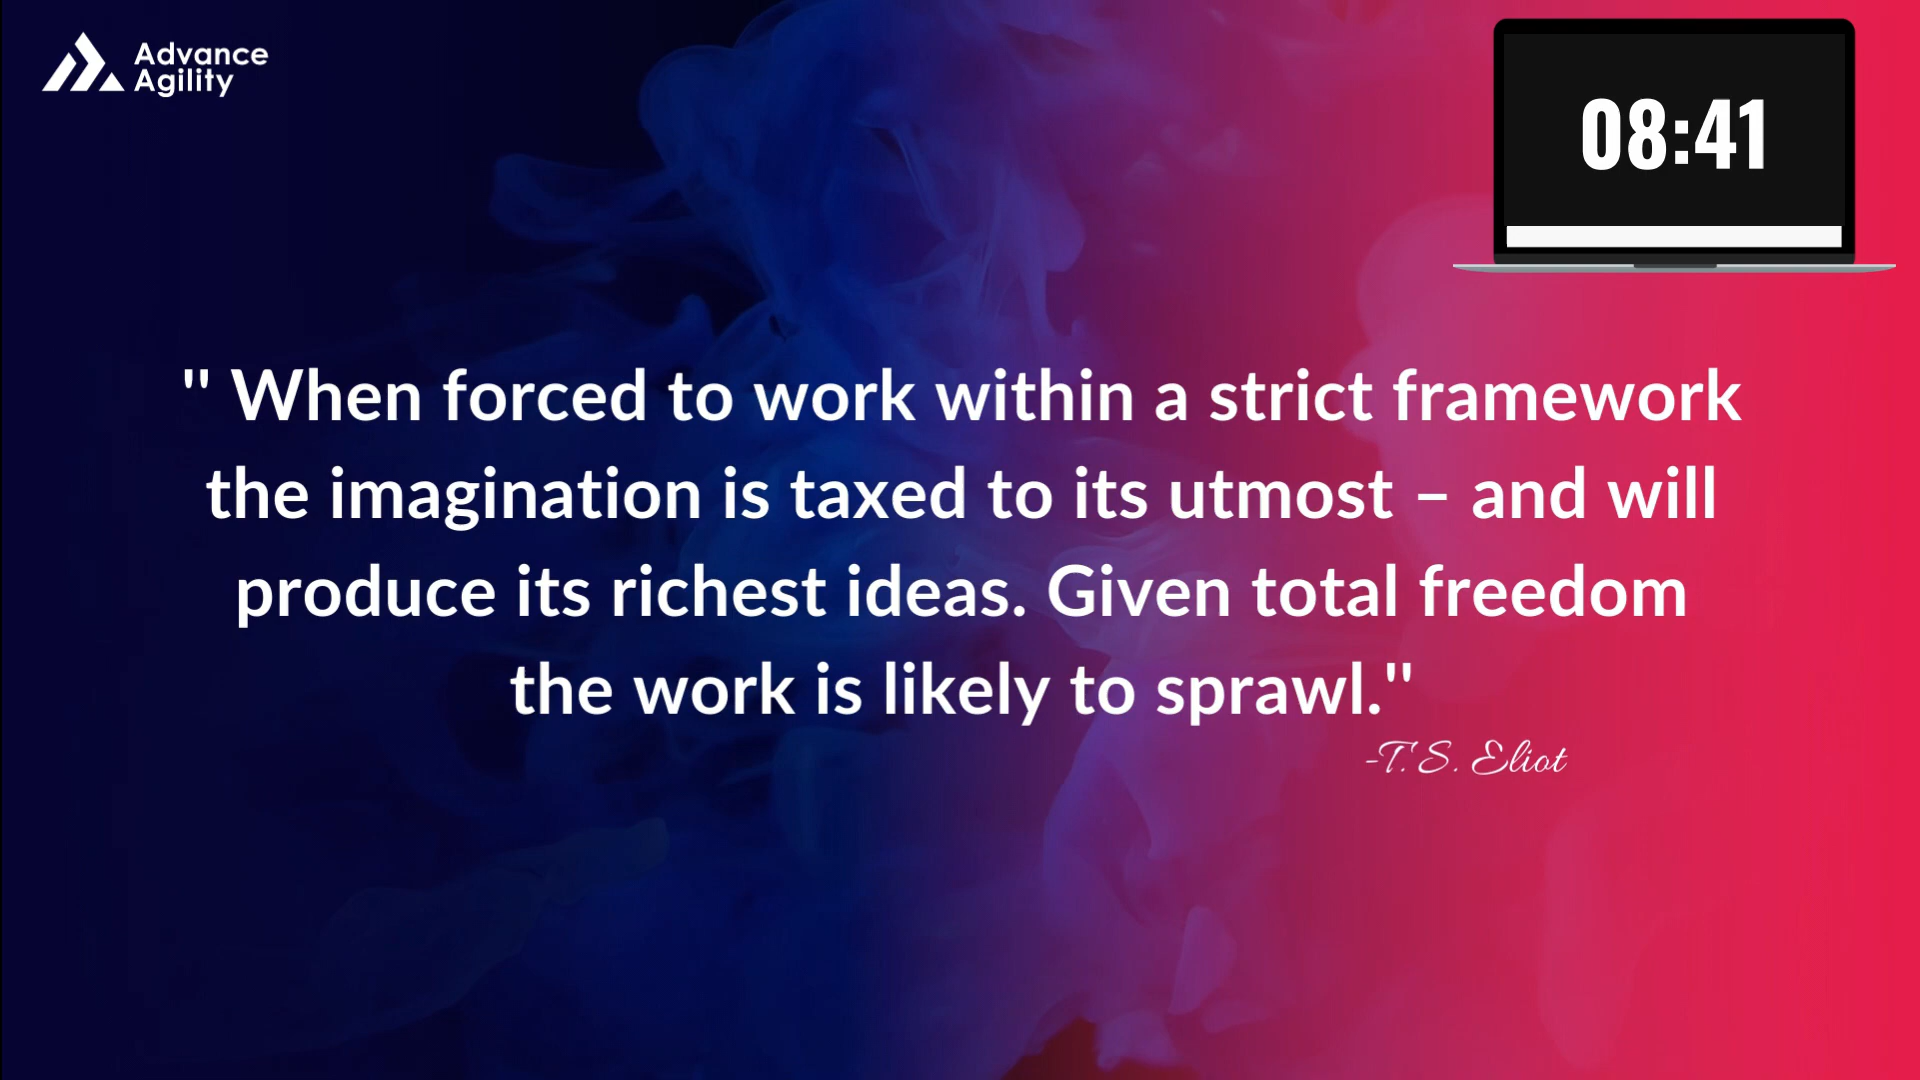 Advance
Agility
08:41
" When forced to work within a strict framework
the imagination is taxed to its utmost – and will
produce its richest ideas. Given total freedom
the work is likely to sprawl."
-T. S. Eliot